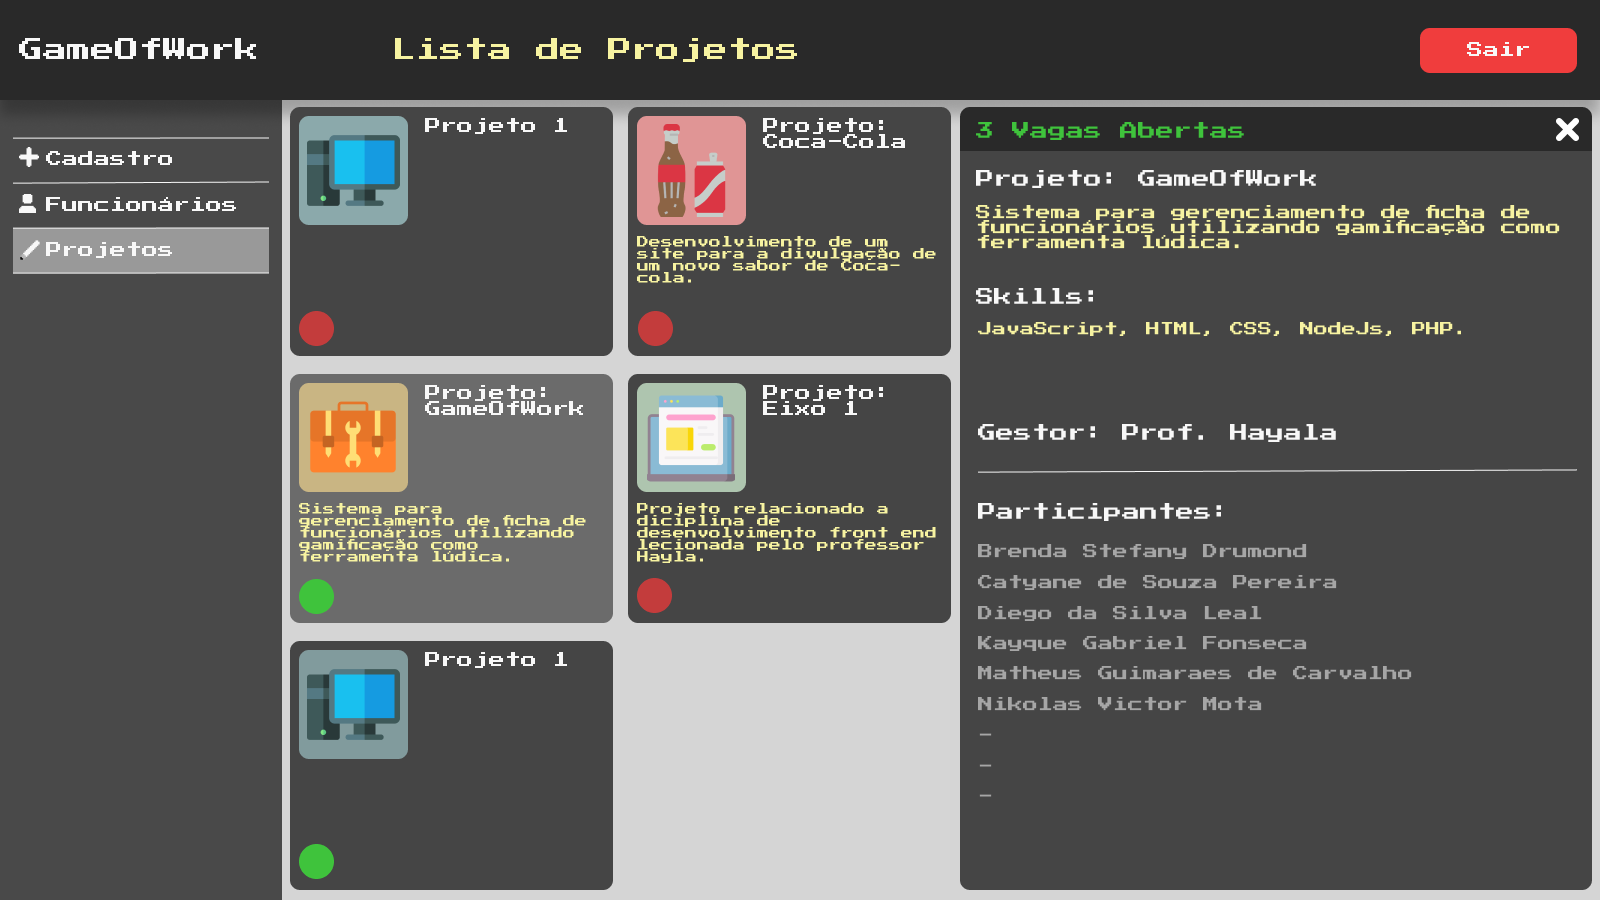 GameOfWork
Lista de Projetos
Sair
Cadastro
Funcionários
Projetos
Projeto 1
Projeto:
Coca-Cola
Desenvolvimento de um
site para a divulgação de
um novo sabor de Coca-
cola.
Projeto:
GameOfWork
Sistema para
gerenciamento de ficha de
funcionários utilizando
gamificação como
ferramenta lúdica.
Projeto:
Eixo 1
Projeto relacionado a
diciplina de
desenvolvimento front end
lecionada pelo professor
Hayla.
Projeto 1
3 Vagas Abertas
Projeto: GameOfWork
Sistema para gerenciamento de ficha de
funcionários utilizando gamificação como
ferramenta lúdica.
Skills:
JavaScript, HTML, CSS, NodeJs, PHP.
Gestor: Prof. Hayala
Participantes:
Brenda Stefany Drumond
Catyane de Souza Pereira
Diego da Silva Leal
Kayque Gabriel Fonseca
Matheus Guimaraes de Carvalho
Nikolas Victor Mota
-
-
-